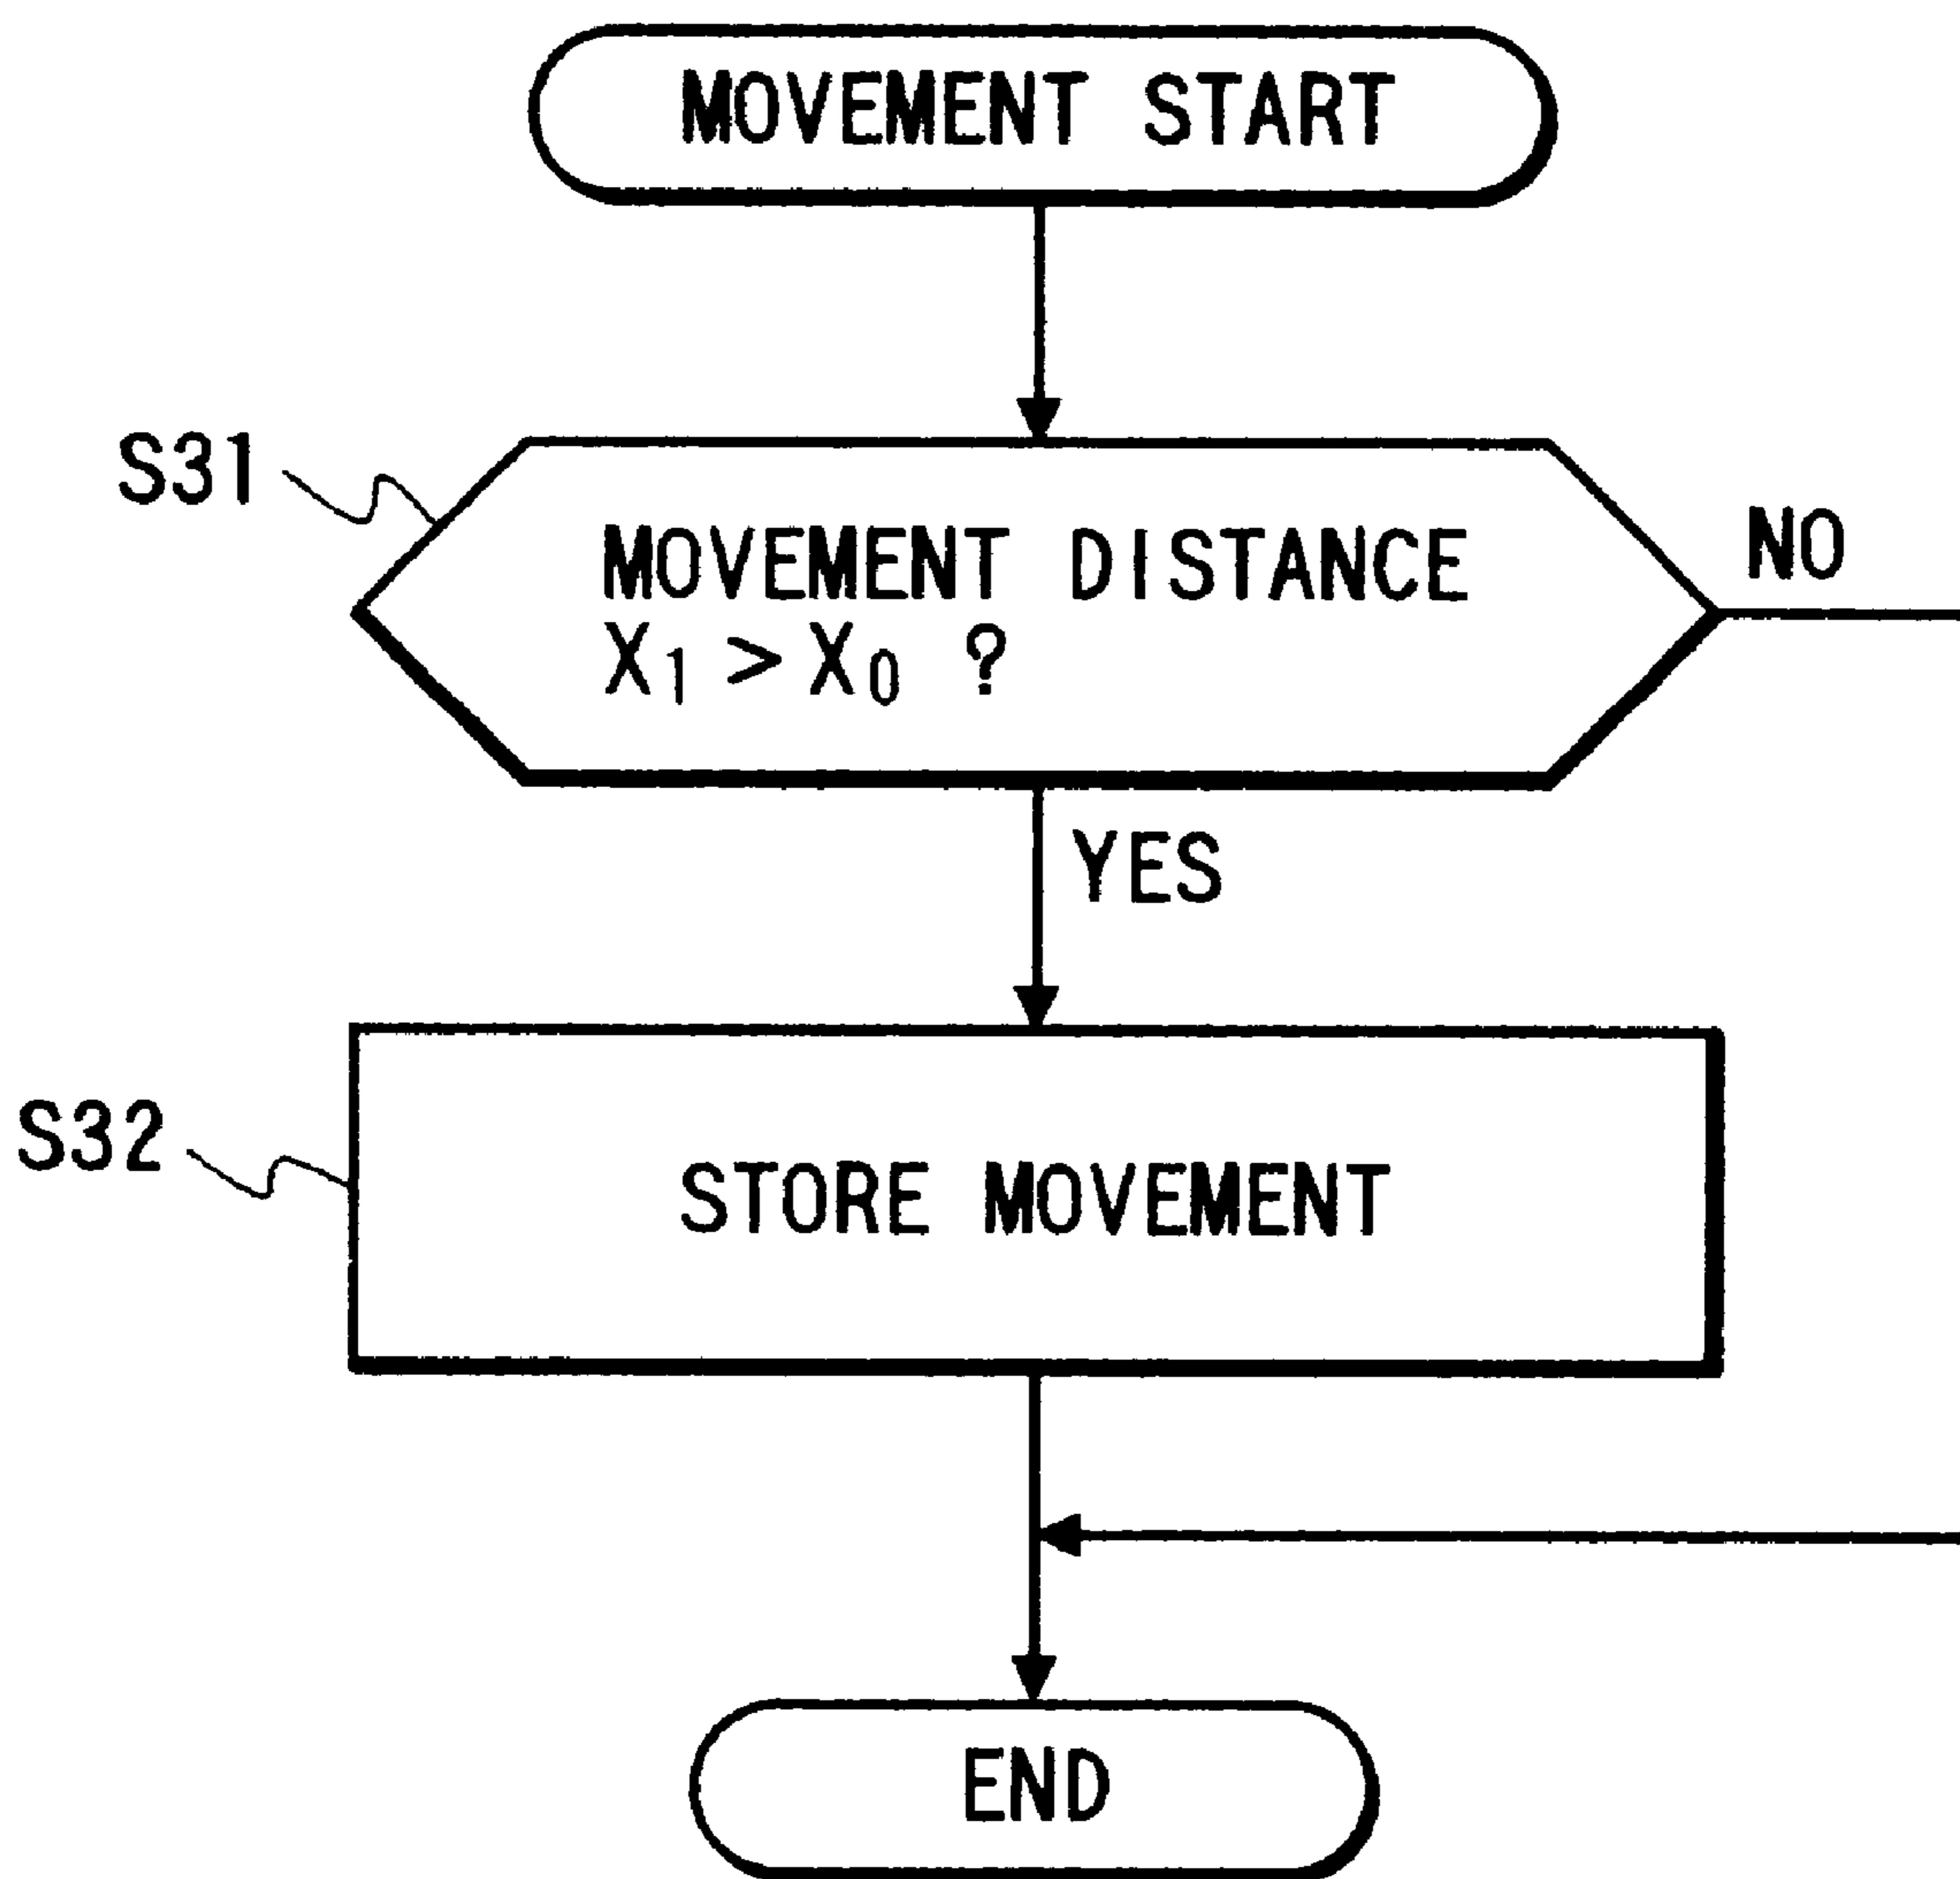 MOVEMENT START
S31
MOVEMENT DISTANCE
X₁ > X₀ ?
NO
YES
S32
STORE MOVEMENT
END